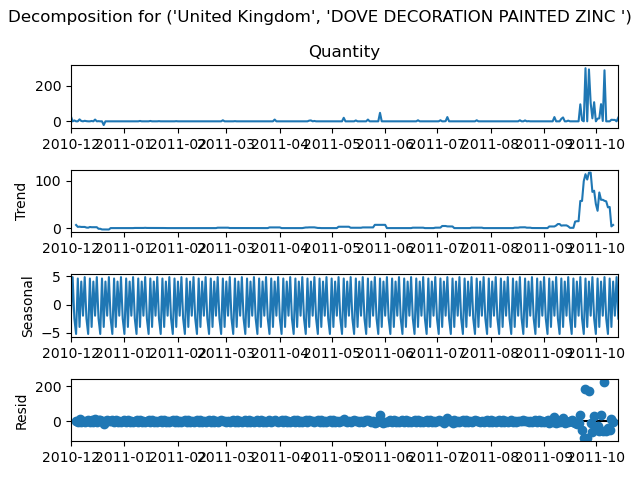 Decomposition for ('United Kingdom', 'DOVE DECORATION PAINTED ZINC ')
Quantity
200
0
2010-12 2011-01 2011-02 2011-03 2011-04 2011-05 2011-06 2011-07 2011-08 2011-09 2011-10
Trend
100
0
2010-12 2011-01 2011-02 2011-03 2011-04 2011-05 2011-06 2011-07 2011-08 2011-09 2011-10
Seasonal
5
0
−5
2010-12 2011-01 2011-02 2011-03 2011-04 2011-05 2011-06 2011-07 2011-08 2011-09 2011-10
Resid
200
0
2010-12 2011-01 2011-02 2011-03 2011-04 2011-05 2011-06 2011-07 2011-08 2011-09 2011-10